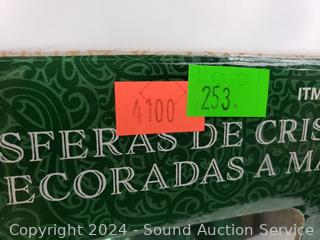 4100
253.
ITM
SFERAS DE CRIS
ECORADAS A MA
Copyright 2024 - Sound Auction Service